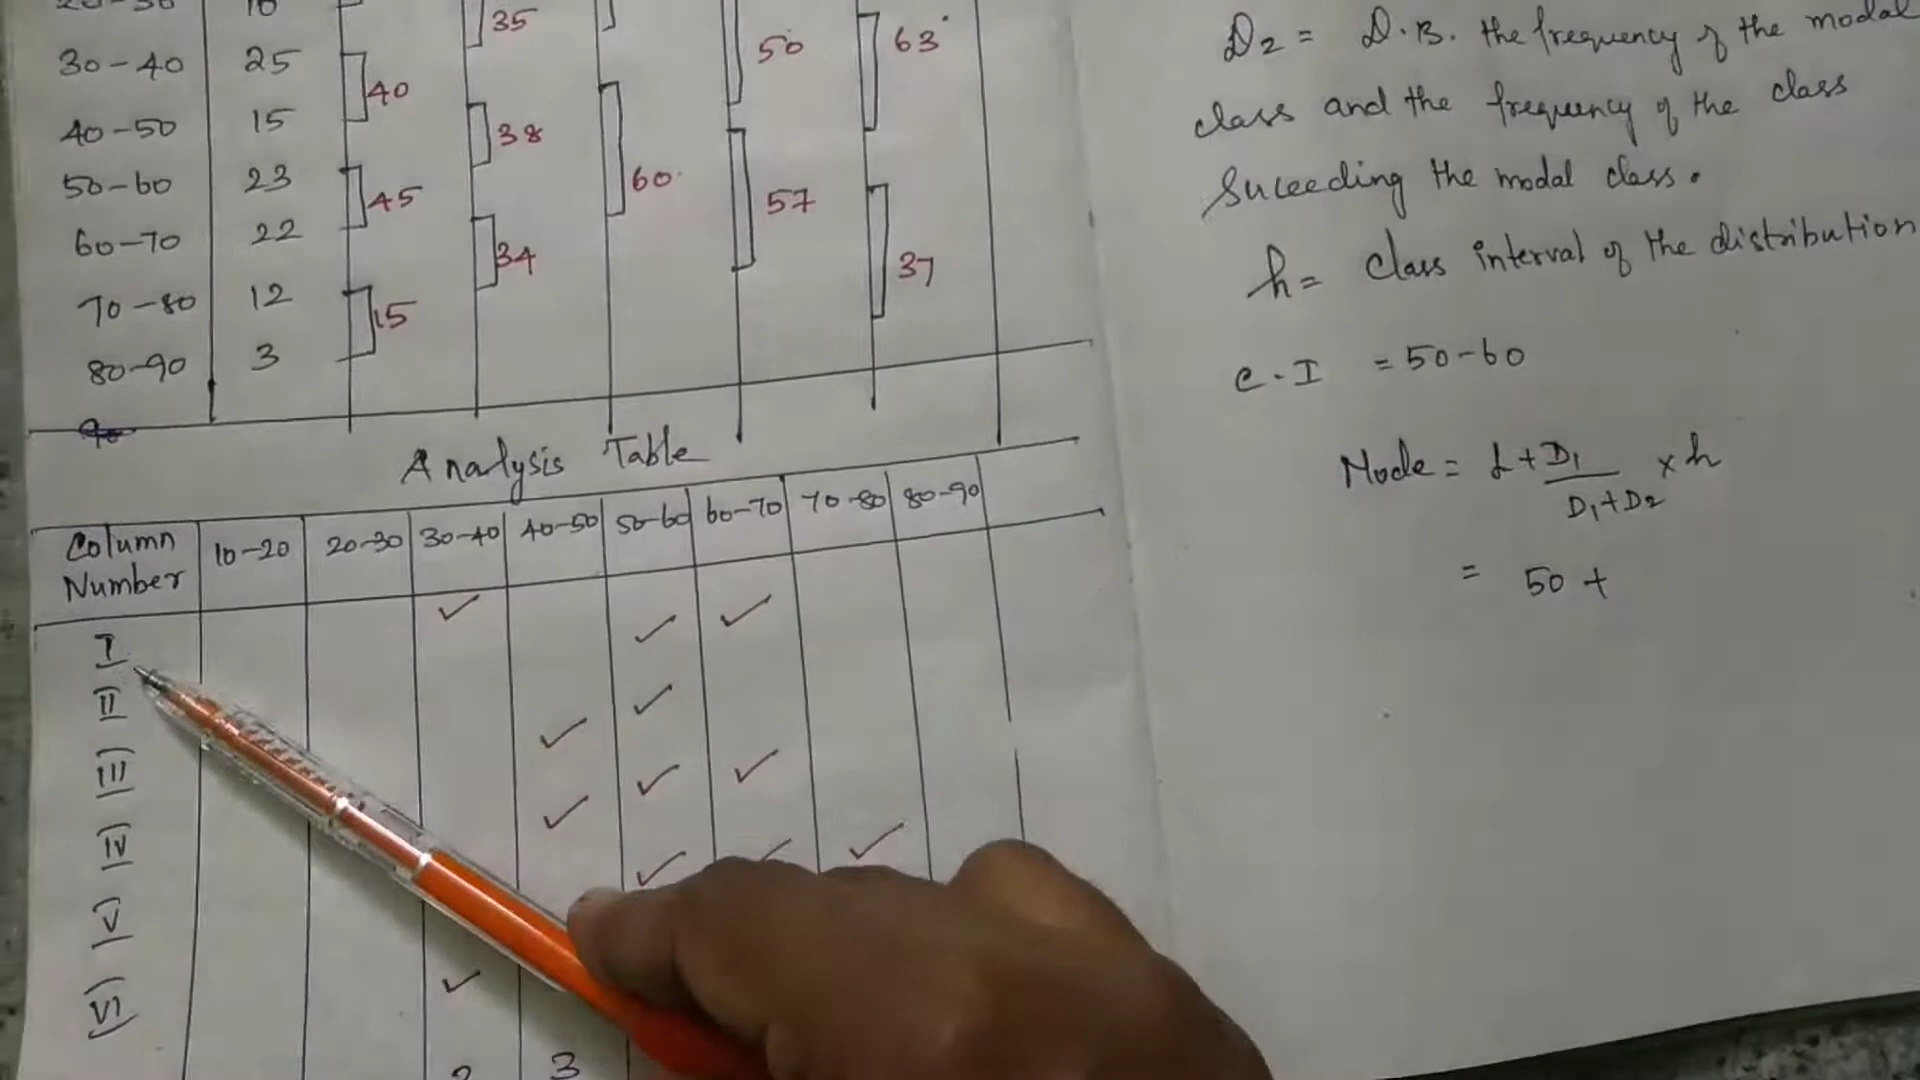 20-30 10 35 63
30-40 25 40 50
40-50 15 38
50-60 23 45 60 57
60-70 22 34 37
70-80 12 15
80-90 3
Analysis Table
Column Number 10-20 20-30 30-40 40-50 50-60 60-70 70-80 80-90
I ✓ ✓ ✓
II ✓ ✓
III ✓ ✓
IV ✓ ✓ ✓ ✓
V
VI ✓
3
D2 = D.B. the frequency of the modal
class and the frequency of the class
Suceeding the modal class.
h = Class interval of the distribution
C.I = 50-60
Mode = L + D1 / D1+D2 × h
= 50 +